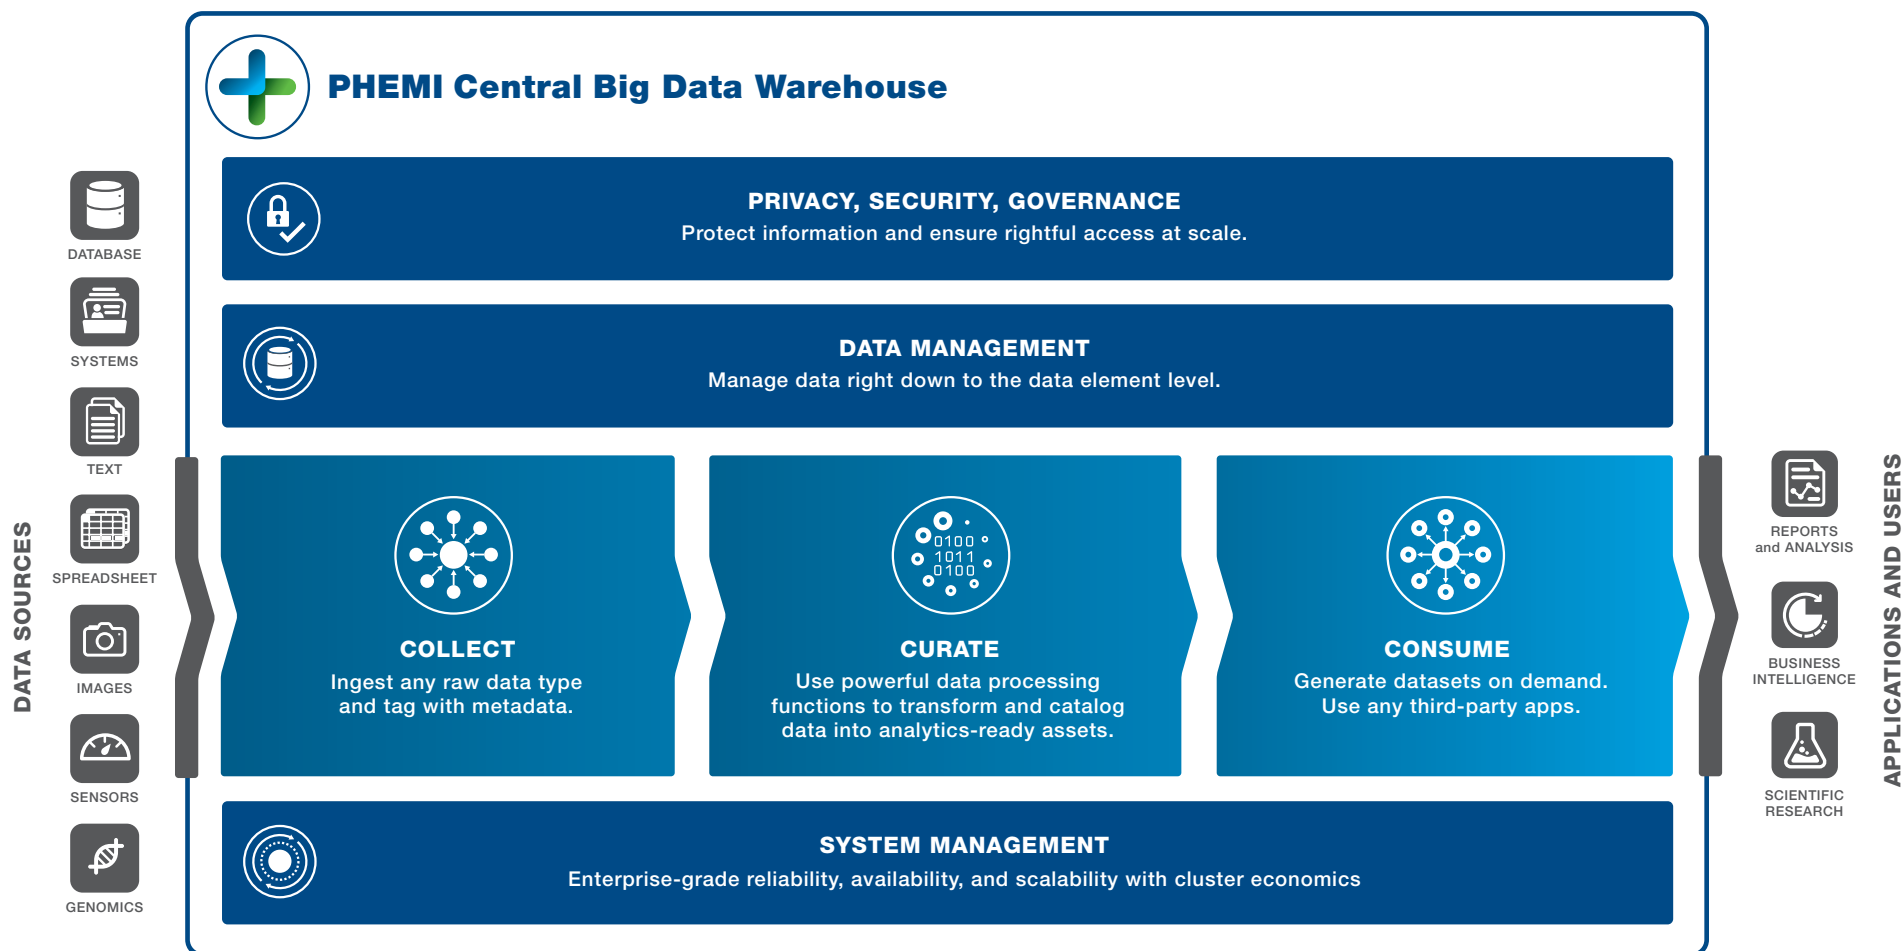 PHEMI Central Big Data Warehouse
DATA SOURCES
DATABASE
SYSTEMS
TEXT
SPREADSHEET
IMAGES
SENSORS
GENOMICS
PRIVACY, SECURITY, GOVERNANCE
Protect information and ensure rightful access at scale.
DATA MANAGEMENT
Manage data right down to the data element level.
COLLECT
Ingest any raw data type
and tag with metadata.
0100
1011
0100
CURATE
Use powerful data processing
functions to transform and catalog
data into analytics-ready assets.
CONSUME
Generate datasets on demand.
Use any third-party apps.
SYSTEM MANAGEMENT
Enterprise-grade reliability, availability, and scalability with cluster economics
REPORTS
and ANALYSIS
BUSINESS
INTELLIGENCE
SCIENTIFIC
RESEARCH
APPLICATIONS AND USERS